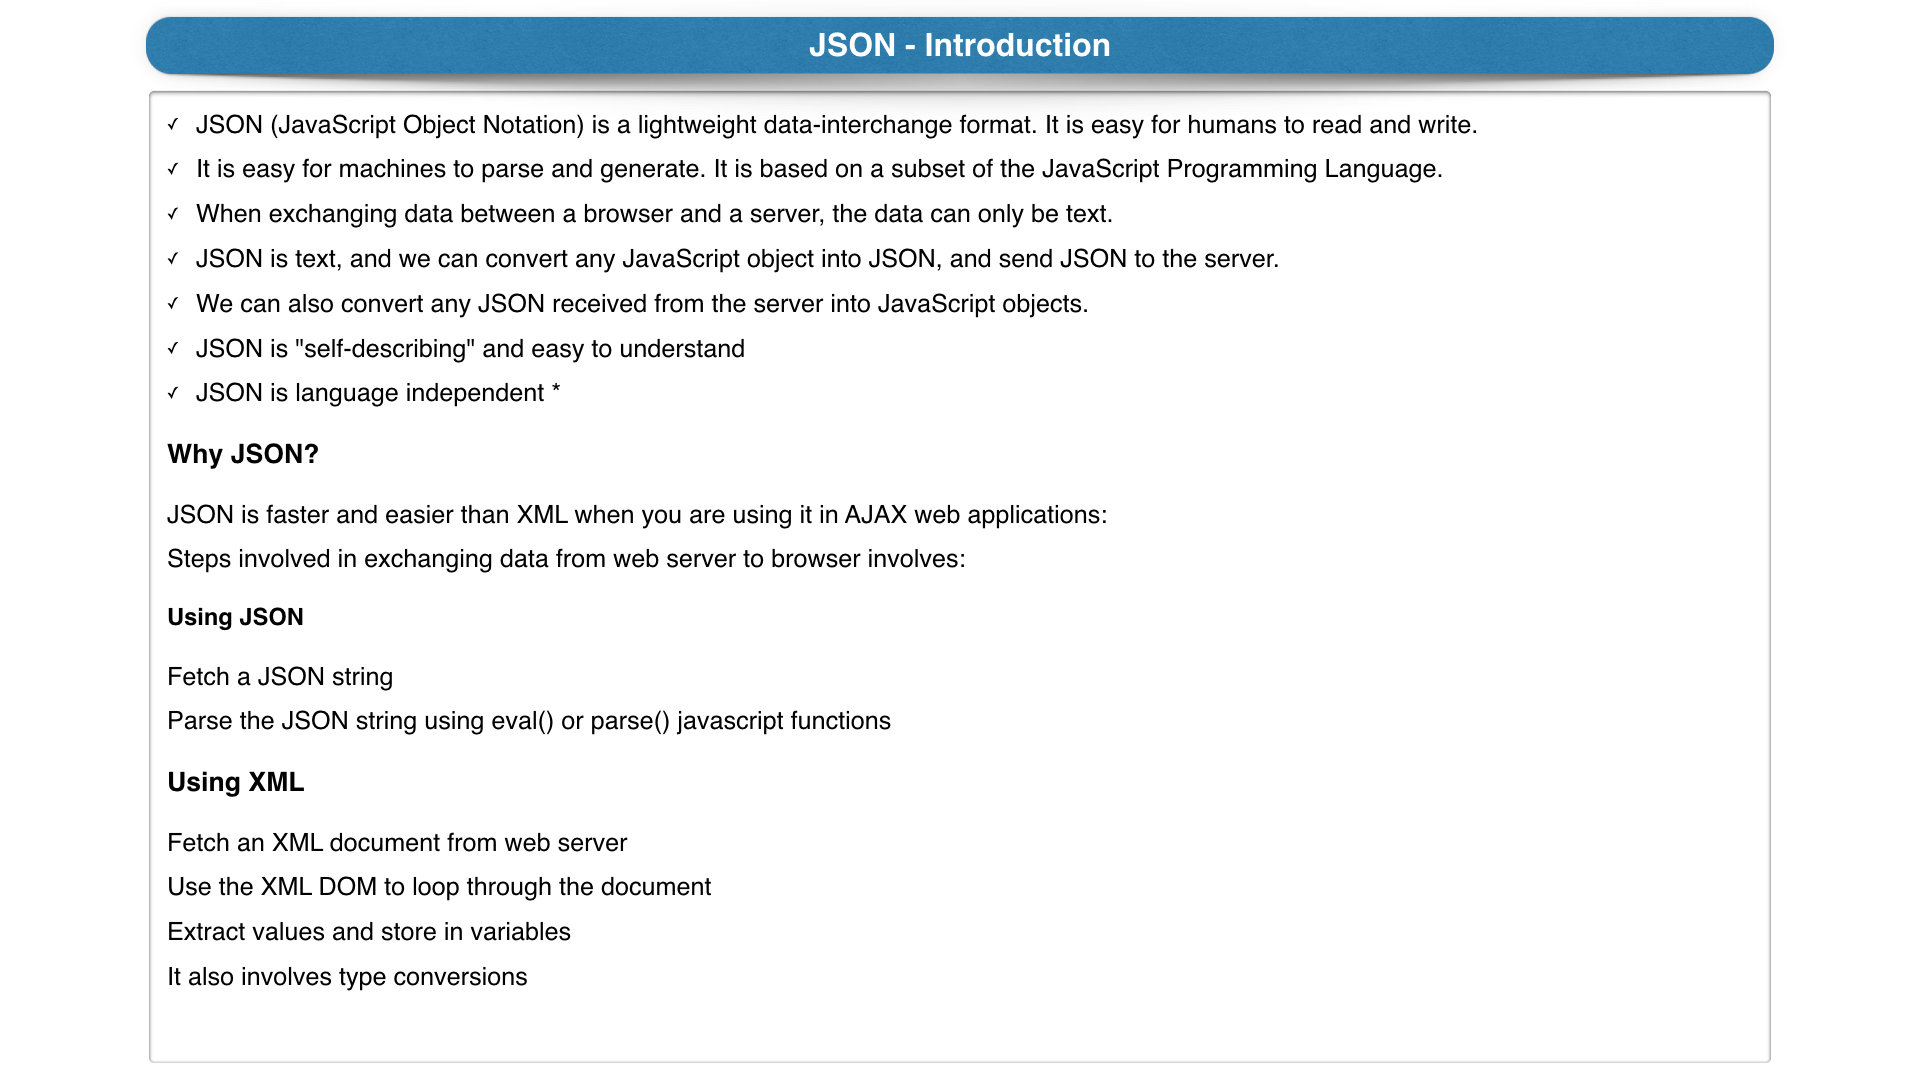 JSON - Introduction
✓ JSON (JavaScript Object Notation) is a lightweight data-interchange format. It is easy for humans to read and write.
✓ It is easy for machines to parse and generate. It is based on a subset of the JavaScript Programming Language.
✓ When exchanging data between a browser and a server, the data can only be text.
✓ JSON is text, and we can convert any JavaScript object into JSON, and send JSON to the server.
✓ We can also convert any JSON received from the server into JavaScript objects.
✓ JSON is "self-describing" and easy to understand
✓ JSON is language independent *
Why JSON?
JSON is faster and easier than XML when you are using it in AJAX web applications:
Steps involved in exchanging data from web server to browser involves:
Using JSON
Fetch a JSON string
Parse the JSON string using eval() or parse() javascript functions
Using XML
Fetch an XML document from web server
Use the XML DOM to loop through the document
Extract values and store in variables
It also involves type conversions